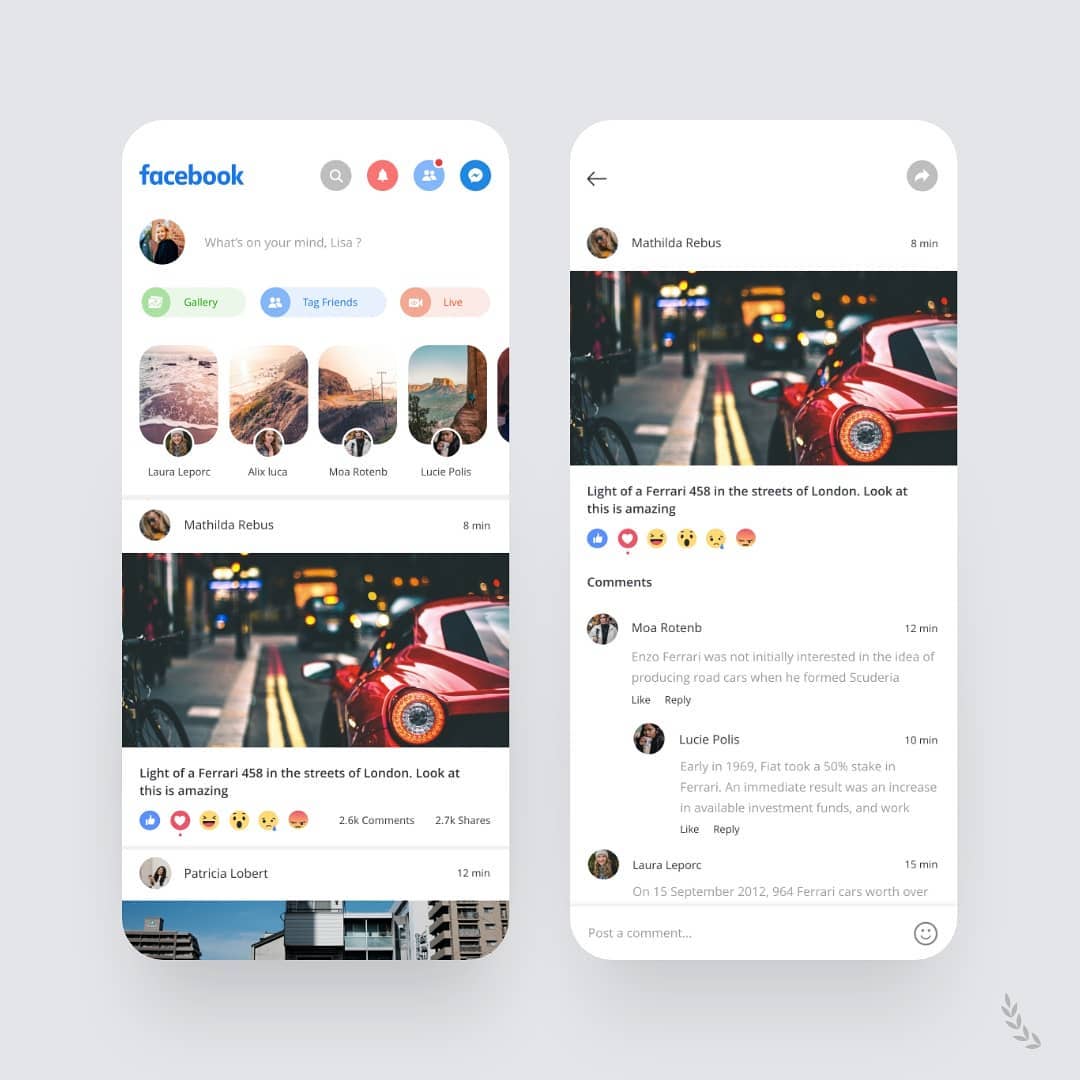 facebook
What's on your mind, Lisa ?
Gallery
Tag Friends
Live
Laura Leporc
Alix luca
Moa Rotenb
Lucie Polis
Mathilda Rebus
8 min
Light of a Ferrari 458 in the streets of London. Look at
this is amazing
2.6k Comments
2.7k Shares
Patricia Lobert
12 min
Mathilda Rebus
8 min
Light of a Ferrari 458 in the streets of London. Look at
this is amazing
Comments
Moa Rotenb
12 min
Enzo Ferrari was not initially interested in the idea of
producing road cars when he formed Scuderia
Like Reply
Lucie Polis
10 min
Early in 1969, Fiat took a 50% stake in
Ferrari. An immediate result was an increase
in available investment funds, and work
Like Reply
Laura Leporc
15 min
On 15 September 2012, 964 Ferrari cars worth over
Post a comment...